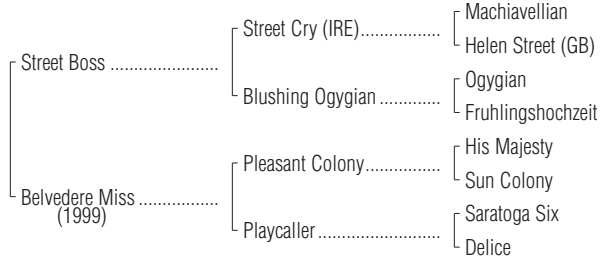 Machiavellian
Street Cry (IRE)..................
Helen Street (GB)
Street Boss ........................
Ogygian
Blushing Ogygian ..............
Fruhlingshochzeit
His Majesty
Pleasant Colony.................
Sun Colony
Belvedere Miss ..................
(1999)
Saratoga Six
Playcaller ............................
Delice